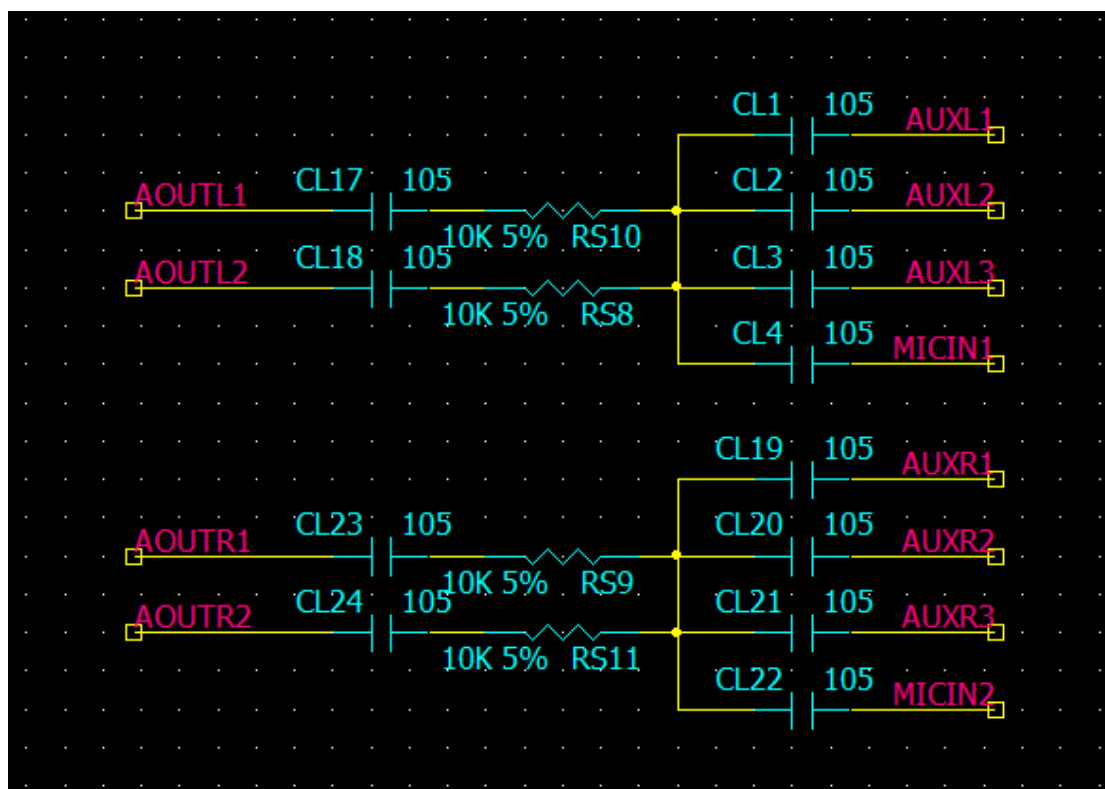 CL1 105 AUXL1
AOUTL1 CL17 105 CL2 105 AUXL2
10K 5% RS10
AOUTL2 CL18 105 CL3 105 AUXL3
10K 5% RS8
CL4 105 MICIN1
CL19 105 AUXR1
AOUTR1 CL23 105 CL20 105 AUXR2
10K 5% RS9
AOUTR2 CL24 105 CL21 105 AUXR3
10K 5% RS11
CL22 105 MICIN2